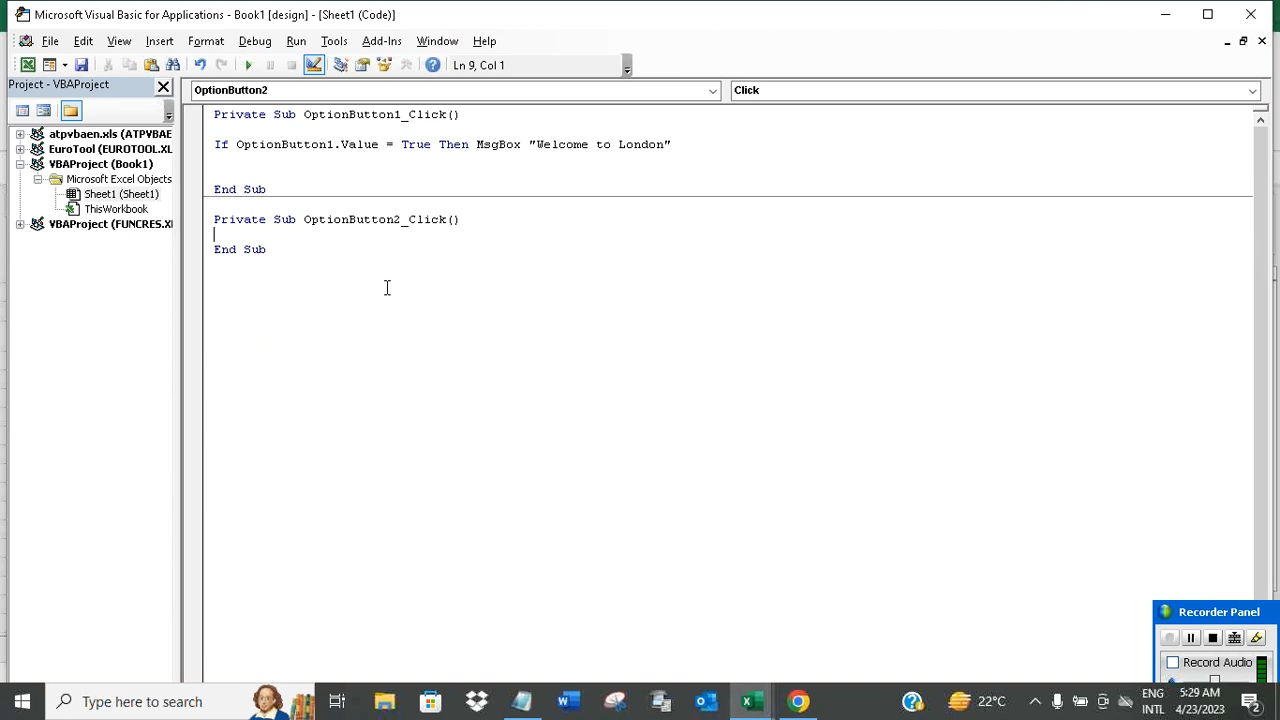 Microsoft Visual Basic for Applications - Book1 [design] - [Sheet1 (Code)]
File Edit View Insert Format Debug Run Tools Add-Ins Window Help
Ln 9, Col 1
Project - VBAProject
OptionButton2
Click
Private Sub OptionButton1_Click()
If OptionButton1.Value = True Then MsgBox "Welcome to London"
End Sub
Private Sub OptionButton2_Click()
End Sub
atpvbaen.xls (ATPVBAE
EuroTool (EUROTOOL.XL
VBAProject (Book1)
Microsoft Excel Objects
Sheet1 (Sheet1)
ThisWorkbook
VBAProject (FUNCRES.X
Recorder Panel
Record Audio
Type here to search
22°C
ENG
INTL
5:29 AM
4/23/2023
2